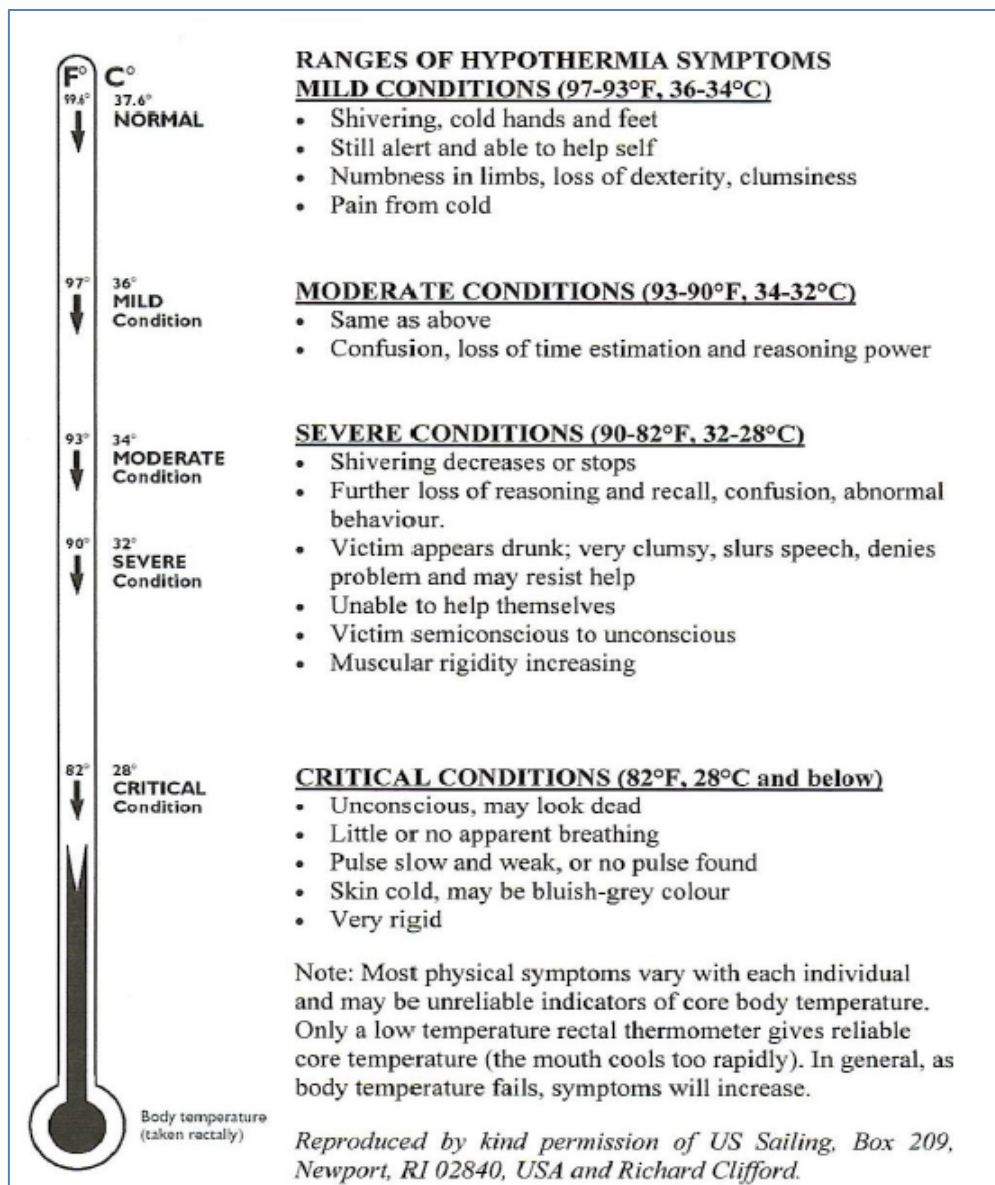 F° C°
99.6° 37.6°
NORMAL
97° 36°
MILD
Condition
93° 34°
MODERATE
Condition
90° 32°
SEVERE
Condition
82° 28°
CRITICAL
Condition
Body temperature
(taken rectally)
RANGES OF HYPOTHERMIA SYMPTOMS
MILD CONDITIONS (97-93°F, 36-34°C)
• Shivering, cold hands and feet
• Still alert and able to help self
• Numbness in limbs, loss of dexterity, clumsiness
• Pain from cold
MODERATE CONDITIONS (93-90°F, 34-32°C)
• Same as above
• Confusion, loss of time estimation and reasoning power
SEVERE CONDITIONS (90-82°F, 32-28°C)
• Shivering decreases or stops
• Further loss of reasoning and recall, confusion, abnormal
behaviour.
• Victim appears drunk; very clumsy, slurs speech, denies
problem and may resist help
• Unable to help themselves
• Victim semiconscious to unconscious
• Muscular rigidity increasing
CRITICAL CONDITIONS (82°F, 28°C and below)
• Unconscious, may look dead
• Little or no apparent breathing
• Pulse slow and weak, or no pulse found
• Skin cold, may be bluish-grey colour
• Very rigid
Note: Most physical symptoms vary with each individual
and may be unreliable indicators of core body temperature.
Only a low temperature rectal thermometer gives reliable
core temperature (the mouth cools too rapidly). In general, as
body temperature fails, symptoms will increase.
Reproduced by kind permission of US Sailing, Box 209,
Newport, RI 02840, USA and Richard Clifford.